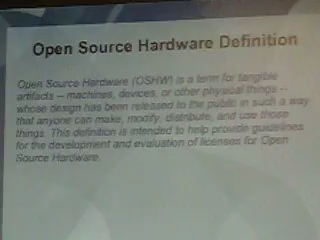 Open Source Hardware Definition
Open Source Hardware (OSHW) is a term for tangible
artifacts -- machines, devices, or other physical things --
whose design has been released to the public in such a way
that anyone can make, modify, distribute, and use those
things. This definition is intended to help provide guidelines
for the development and evaluation of licenses for Open
Source Hardware.